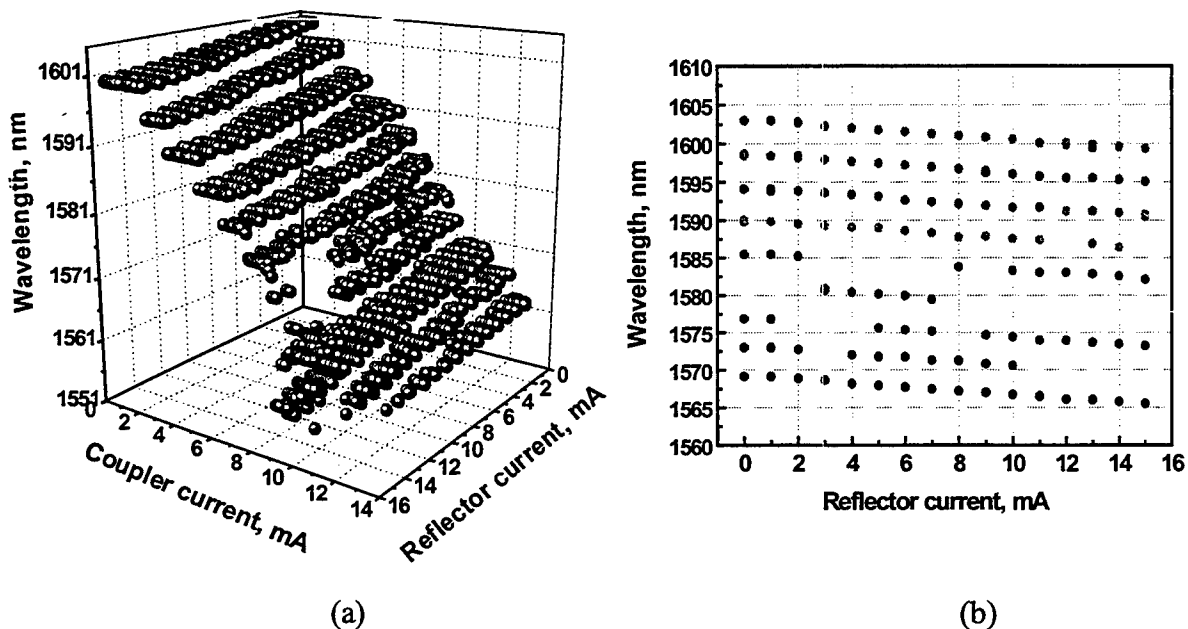 1601
1591
1581
1571
1561
1551
Wavelength, nm
0 2 4 6 8 10 12 14
Coupler current, mA
16 14 12 10 8 6 4 2 0
Reflector current, mA
(a)
1610
1605
1600
1595
1590
1585
1580
1575
1570
1565
1560
Wavelength, nm
0 2 4 6 8 10 12 14 16
Reflector current, mA
(b)